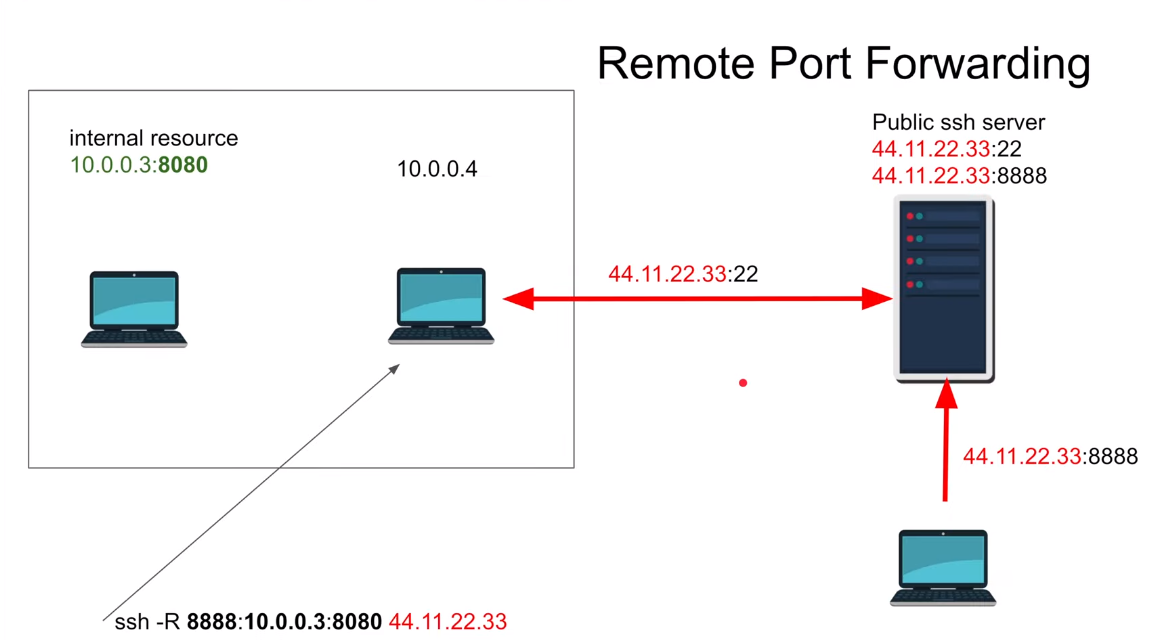 Remote Port Forwarding
internal resource
10.0.0.3:8080
10.0.0.4
Public ssh server
44.11.22.33:22
44.11.22.33:8888
44.11.22.33:22
44.11.22.33:8888
ssh -R 8888:10.0.0.3:8080 44.11.22.33